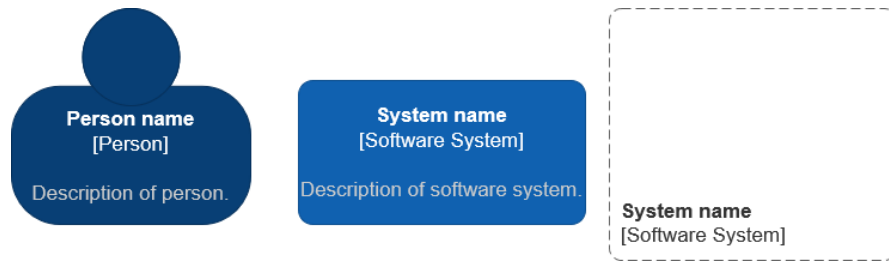 Person name
[Person]
Description of person.
System name
[Software System]
Description of software system.
System name
[Software System]